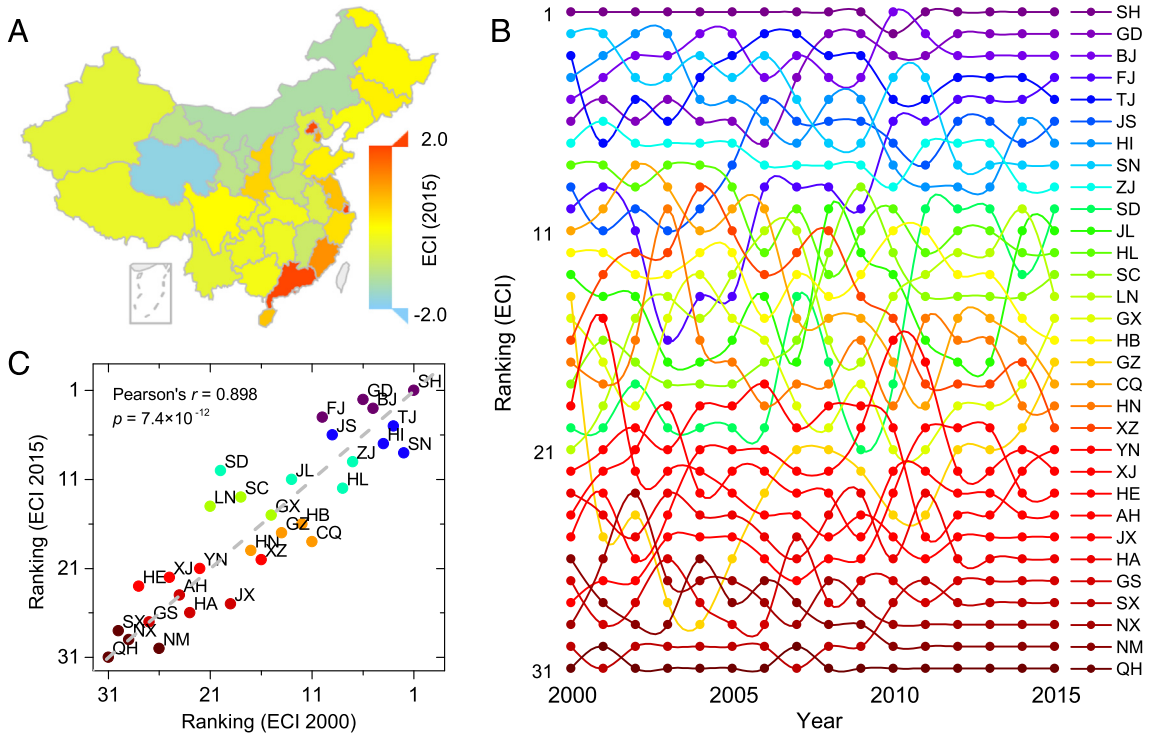 A
2.0
ECI (2015)
-2.0
B
Ranking (ECI)
1
11
21
31
2000
2005
2010
2015
Year
SH
GD
BJ
FJ
TJ
JS
HI
SN
ZJ
SD
JL
HL
SC
LN
GX
HB
GZ
CQ
HN
XZ
YN
XJ
HE
AH
JX
HA
GS
SX
NX
NM
QH
C
Pearson's r = 0.898
p = 7.4×10-12
Ranking (ECI 2015)
1
11
21
31
SH
GD
BJ
FJ
TJ
JS
HI
SN
ZJ
SD
JL
HL
SC
LN
GX
HB
GZ
CQ
HN
XZ
YN
XJ
HE
AH
HA
JX
GS
SX
NX
NM
QH
31
21
11
1
Ranking (ECI 2000)